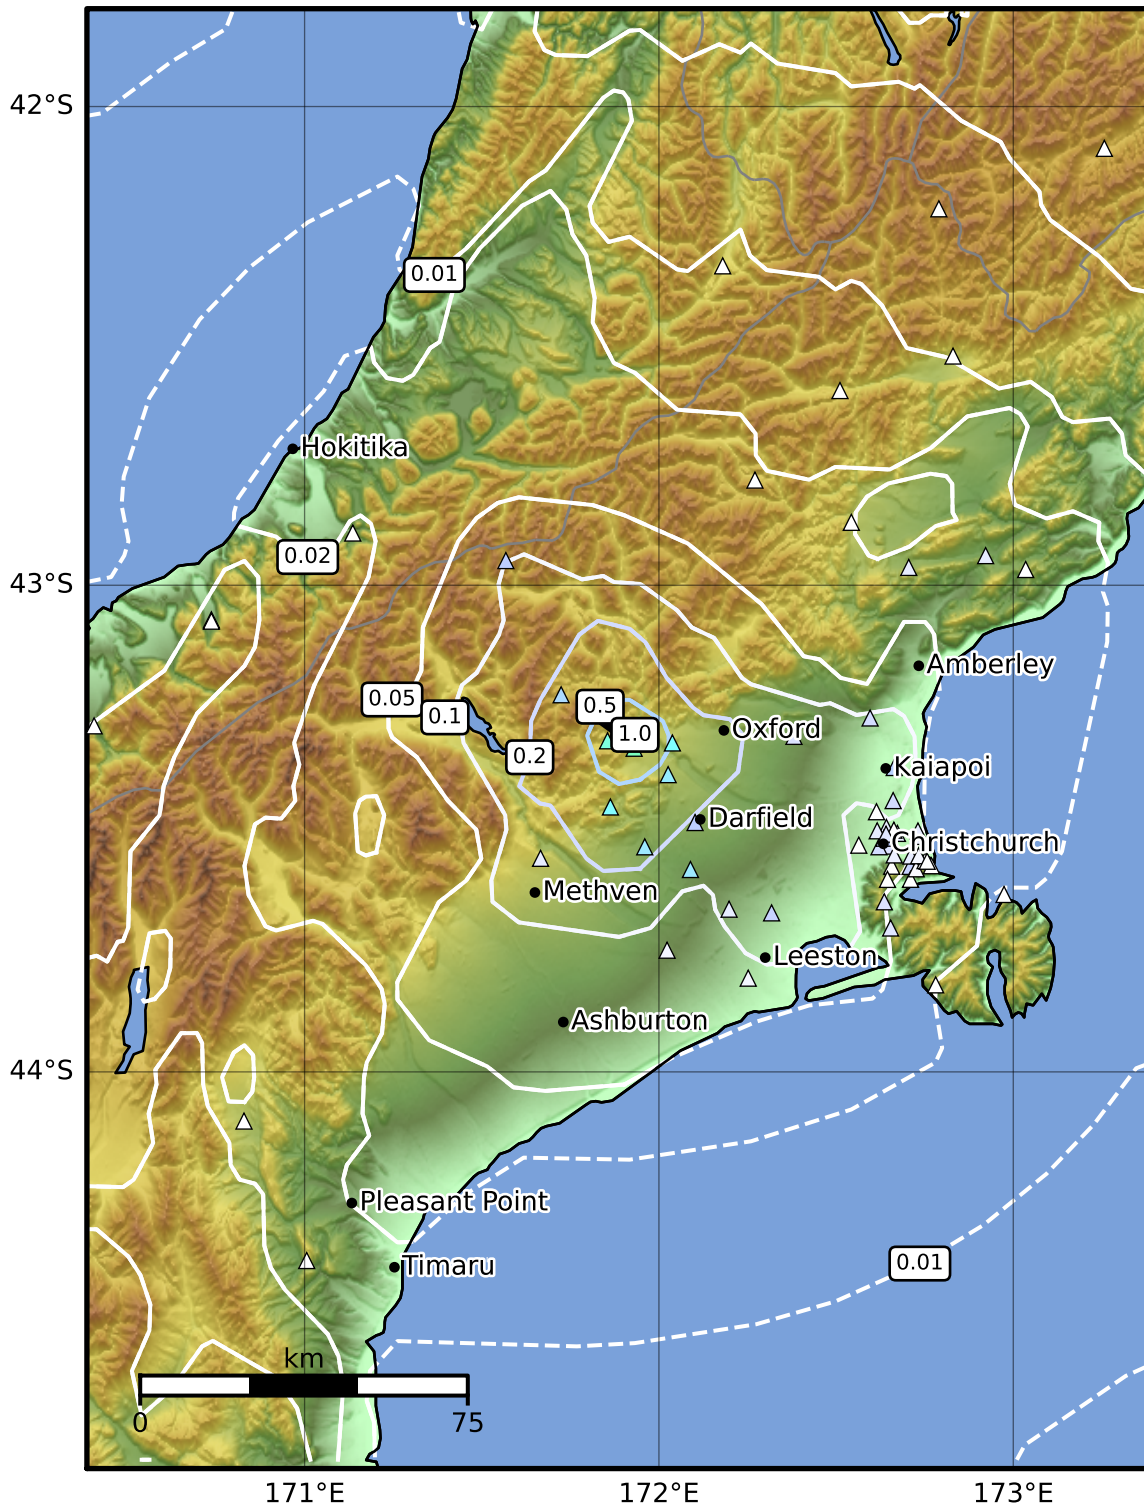 42°S
0.01
Hokitika
0.02
43°S
Amberley
0.05
0.1
0.5
1.0
0.2
Oxford
Kaiapoi
Darfield
Christchurch
Methven
Leeston
Ashburton
44°S
Pleasant Point
Timaru
0.01
km
0
75
171°E
172°E
173°E